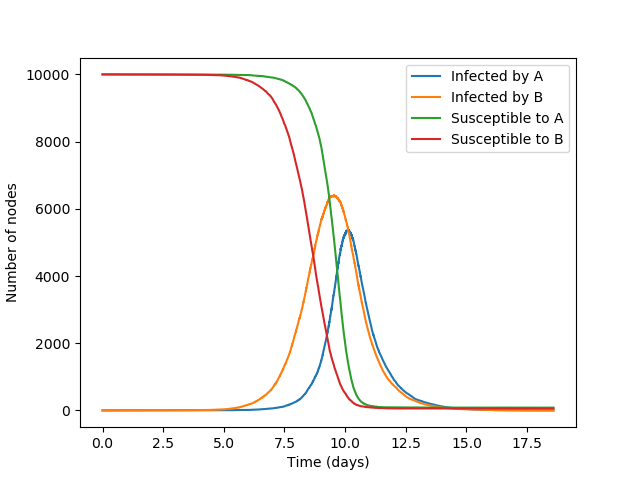 Infected by A
Infected by B
Susceptible to A
Susceptible to B
Number of nodes
10000
8000
6000
4000
2000
0
0.0 2.5 5.0 7.5 10.0 12.5 15.0 17.5
Time (days)